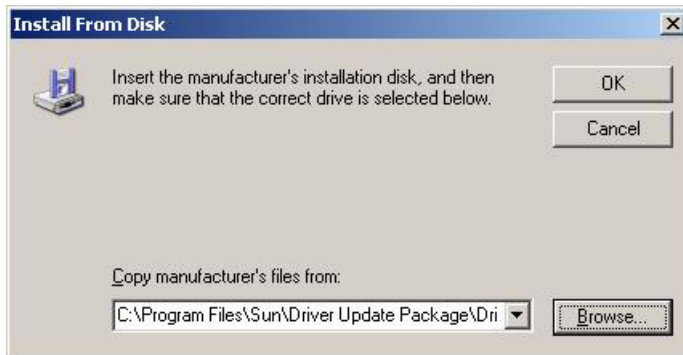 Install From Disk
Insert the manufacturer's installation disk, and then
make sure that the correct drive is selected below.
OK
Cancel
Copy manufacturer's files from:
C:\Program Files\Sun\Driver Update Package\Dri
Browse...